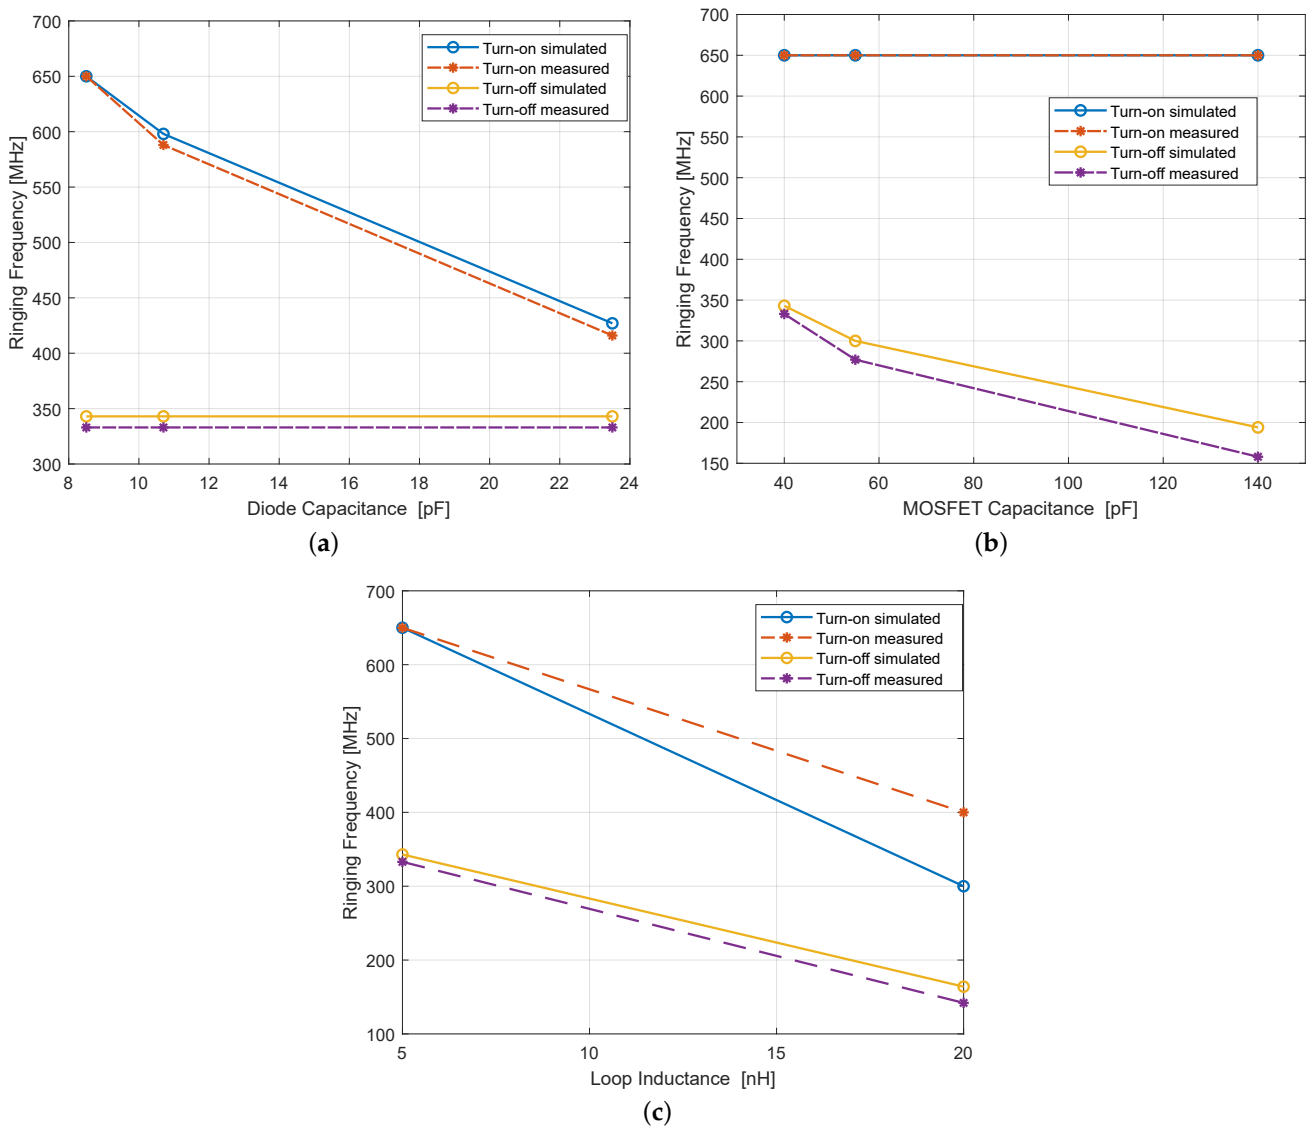 700
650
600
550
500
450
400
350
300
8 10 12 14 16 18 20 22 24
Ringing Frequency [MHz]
Diode Capacitance [pF]
Turn-on simulated
Turn-on measured
Turn-off simulated
Turn-off measured
(a)
700
650
600
550
500
450
400
350
300
250
200
150
40 60 80 100 120 140
Ringing Frequency [MHz]
MOSFET Capacitance [pF]
Turn-on simulated
Turn-on measured
Turn-off simulated
Turn-off measured
(b)
700
600
500
400
300
200
100
5 10 15 20
Ringing Frequency [MHz]
Loop Inductance [nH]
Turn-on simulated
Turn-on measured
Turn-off simulated
Turn-off measured
(c)